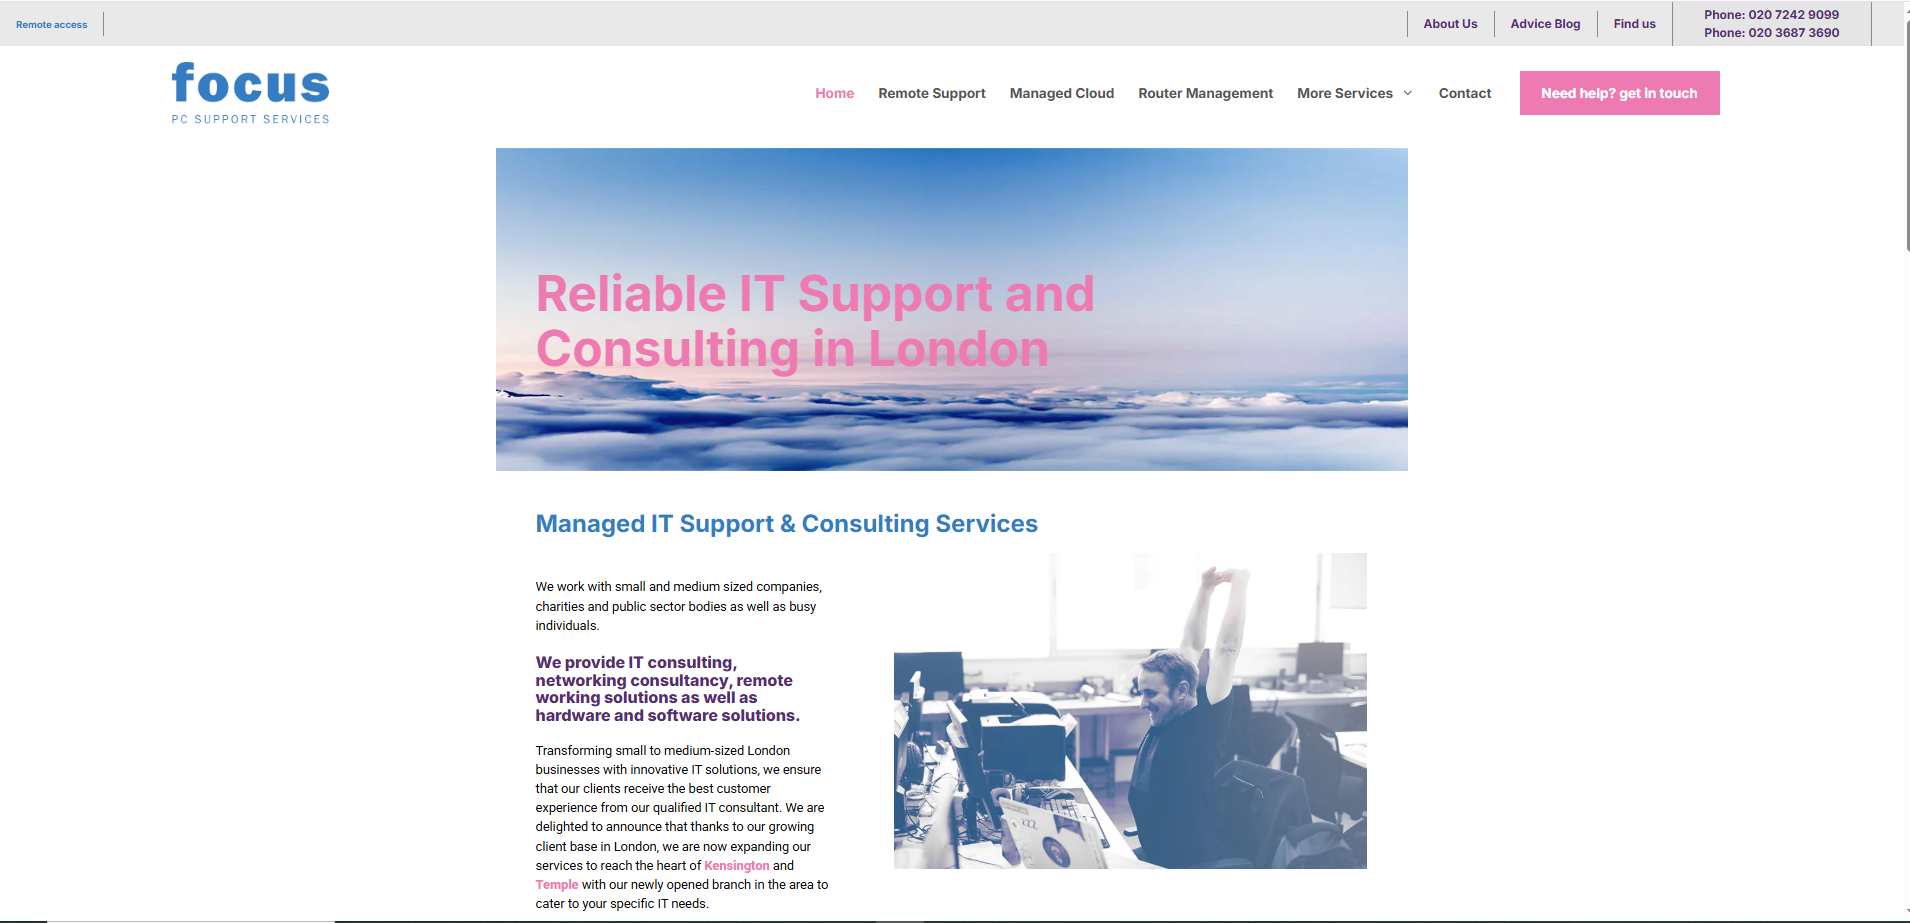 Remote access
About Us
Advice Blog
Find us
Phone: 020 7242 9099
Phone: 020 3687 3690
focus
PC SUPPORT SERVICES
Home
Remote Support
Managed Cloud
Router Management
More Services
Contact
Need help? get in touch
Reliable IT Support and
Consulting in London
Managed IT Support & Consulting Services
We work with small and medium sized companies,
charities and public sector bodies as well as busy
individuals.
We provide IT consulting,
networking consultancy, remote
working solutions as well as
hardware and software solutions.
Transforming small to medium-sized London
businesses with innovative IT solutions, we ensure
that our clients receive the best customer
experience from our qualified IT consultant. We are
delighted to announce that thanks to our growing
client base in London, we are now expanding our
services to reach the heart of Kensington and
Temple with our newly opened branch in the area to
cater to your specific IT needs.